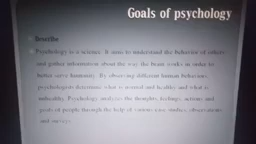 Goals of psychology
Describe
Psychology is a science. It aims to understand the behavior of others
and gather information about the way the brain works in order to
better serve humanity. By observing different human behaviors,
psychologists determine what is normal and healthy and what is
unhealthy. Psychology analyzes the thoughts, feelings, actions and
goals of people through the help of various case studies, observations
and surveys.